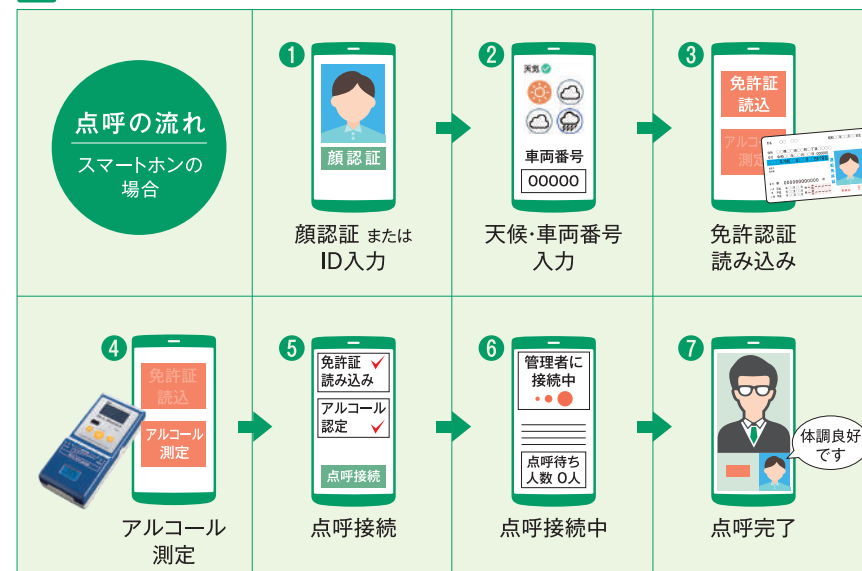 点呼の流れ
スマートホンの
場合
1
顔認証
顔認証 または
ID入力
2
天気
車両番号
00000
天候・車両番号
入力
3
免許証
読込
アルコール
測定
免許認証
読み込み
4
免許証
読込
アルコール
測定
アルコール
測定
5
免許証
読み込み
アルコール
認定
点呼接続
点呼接続
6
管理者に
接続中
点呼待ち
人数 0人
点呼接続中
7
体調良好
です
点呼完了